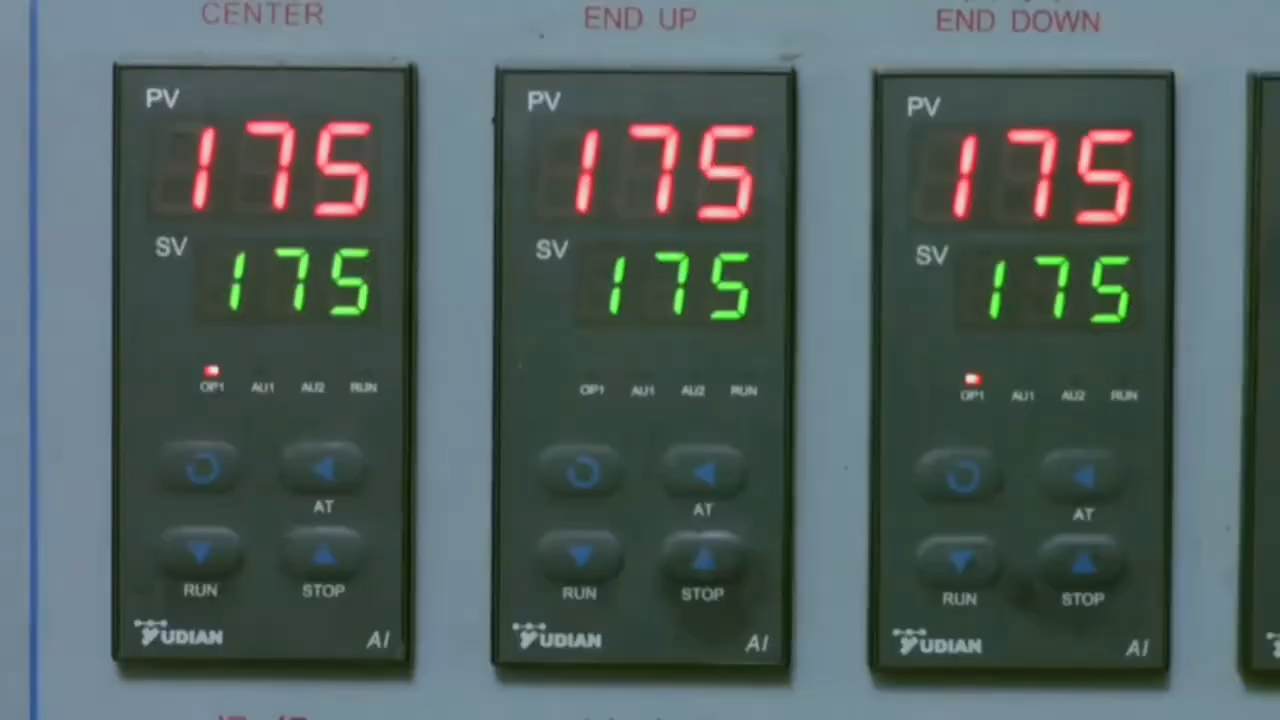 CENTER
PV
175
SV
175
OP1 AU1 AU2 RUN
AT
RUN STOP
YUDIAN AI
END UP
PV
175
SV
175
OP1 AU1 AU2 RUN
AT
RUN STOP
YUDIAN AI
END DOWN
PV
175
SV
175
OP1 AU1 AU2 RUN
AT
RUN STOP
YUDIAN AI